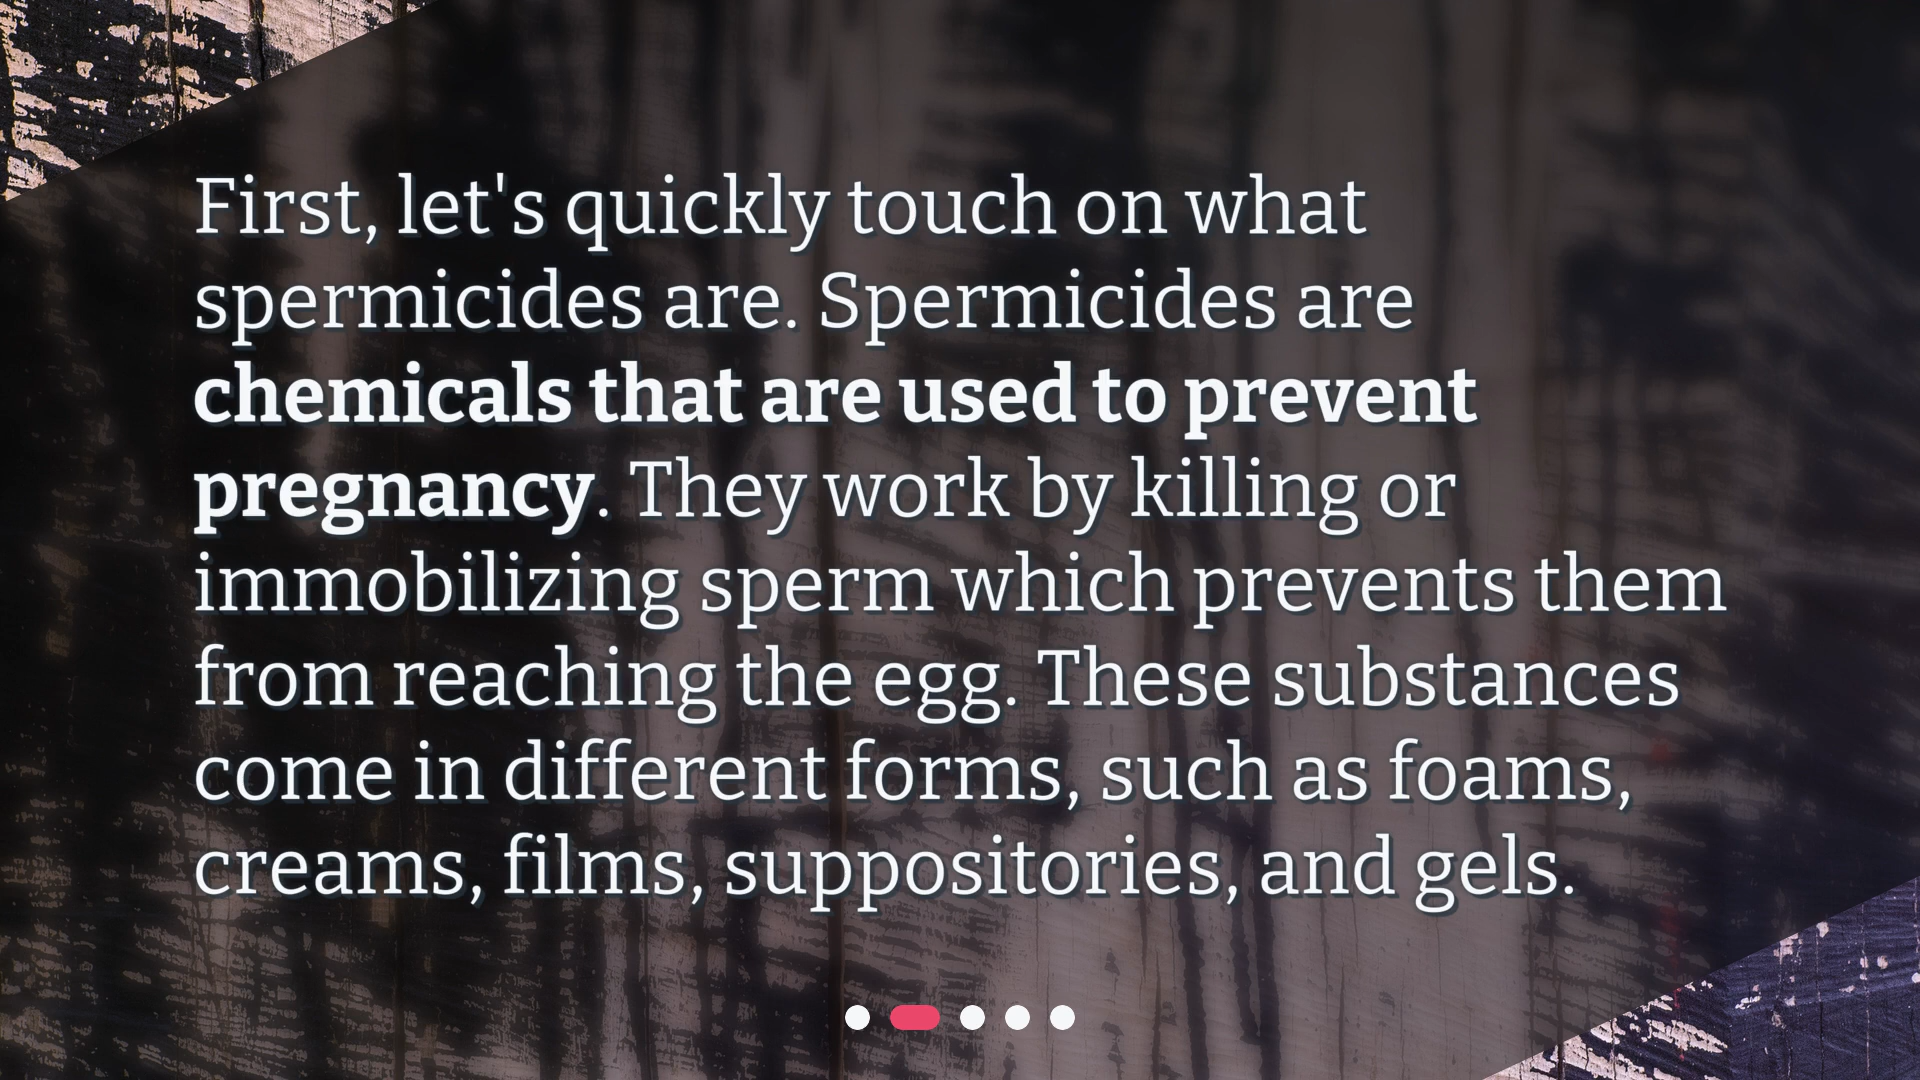 First, let's quickly touch on what
spermicides are. Spermicides are
chemicals that are used to prevent
pregnancy. They work by killing or
immobilizing sperm which prevents them
from reaching the egg. These substances
come in different forms, such as foams,
creams, films, suppositories, and gels.